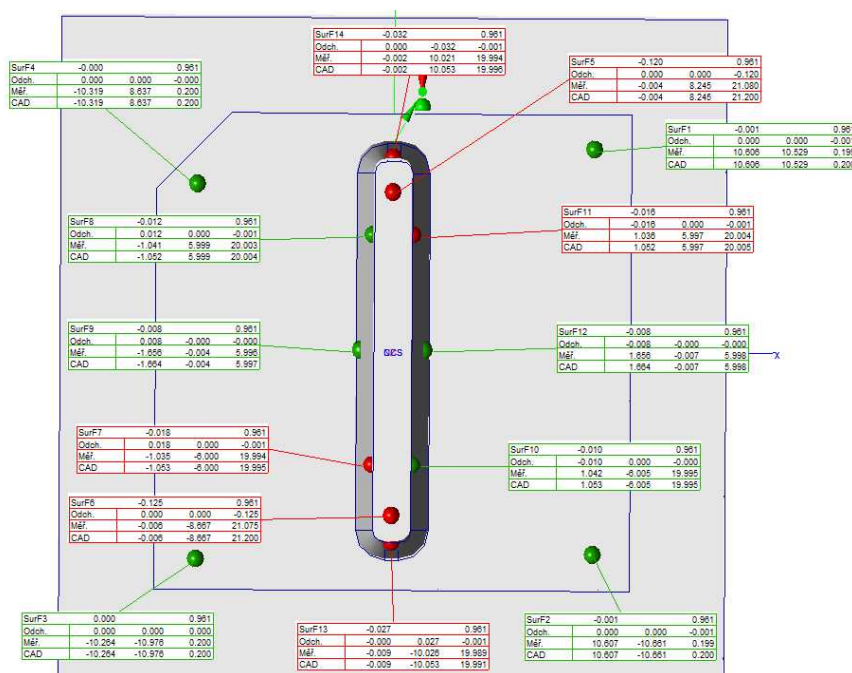 SurF14 -0.032 0.961
Odch. 0.000 -0.032 -0.001
Měř. -0.002 10.021 19.994
CAD -0.002 10.053 19.996
SurF4 -0.000 0.961
Odch. 0.000 0.000 -0.000
Měř. -10.319 8.637 0.200
CAD -10.319 8.637 0.200
SurF5 -0.120 0.961
Odch. 0.000 0.000 -0.120
Měř. -0.004 8.245 21.080
CAD -0.004 8.245 21.200
SurF1 -0.001 0.961
Odch. 0.000 0.000 -0.001
Měř. 10.606 10.529 0.199
CAD 10.606 10.529 0.200
SurF8 -0.012 0.961
Odch. 0.012 0.000 -0.001
Měř. -1.041 5.999 20.003
CAD -1.052 5.999 20.004
SurF11 -0.016 0.961
Odch. -0.016 0.000 -0.001
Měř. 1.036 5.997 20.004
CAD 1.052 5.997 20.005
SurF9 -0.008 0.961
Odch. 0.008 -0.000 -0.000
Měř. -1.656 -0.004 5.996
CAD -1.664 -0.004 5.997
SurF12 -0.008 0.961
Odch. -0.008 -0.000 -0.000
Měř. 1.656 -0.007 5.998
CAD 1.664 -0.007 5.998
X
SurF7 -0.018 0.961
Odch. 0.018 0.000 -0.001
Měř. -1.035 -6.000 19.994
CAD -1.053 -6.000 19.995
SurF10 -0.010 0.961
Odch. -0.010 0.000 -0.000
Měř. 1.042 -6.005 19.995
CAD 1.053 -6.005 19.995
SurF6 -0.125 0.961
Odch. 0.000 0.000 -0.125
Měř. -0.006 -8.667 21.075
CAD -0.006 -8.667 21.200
SurF3 0.000 0.961
Odch. 0.000 0.000 0.000
Měř. -10.264 -10.976 0.200
CAD -10.264 -10.976 0.200
SurF13 -0.027 0.961
Odch. -0.000 0.027 -0.001
Měř. -0.009 -10.026 19.989
CAD -0.009 -10.053 19.991
SurF2 -0.001 0.961
Odch. 0.000 0.000 -0.001
Měř. 10.607 -10.661 0.199
CAD 10.607 -10.661 0.200